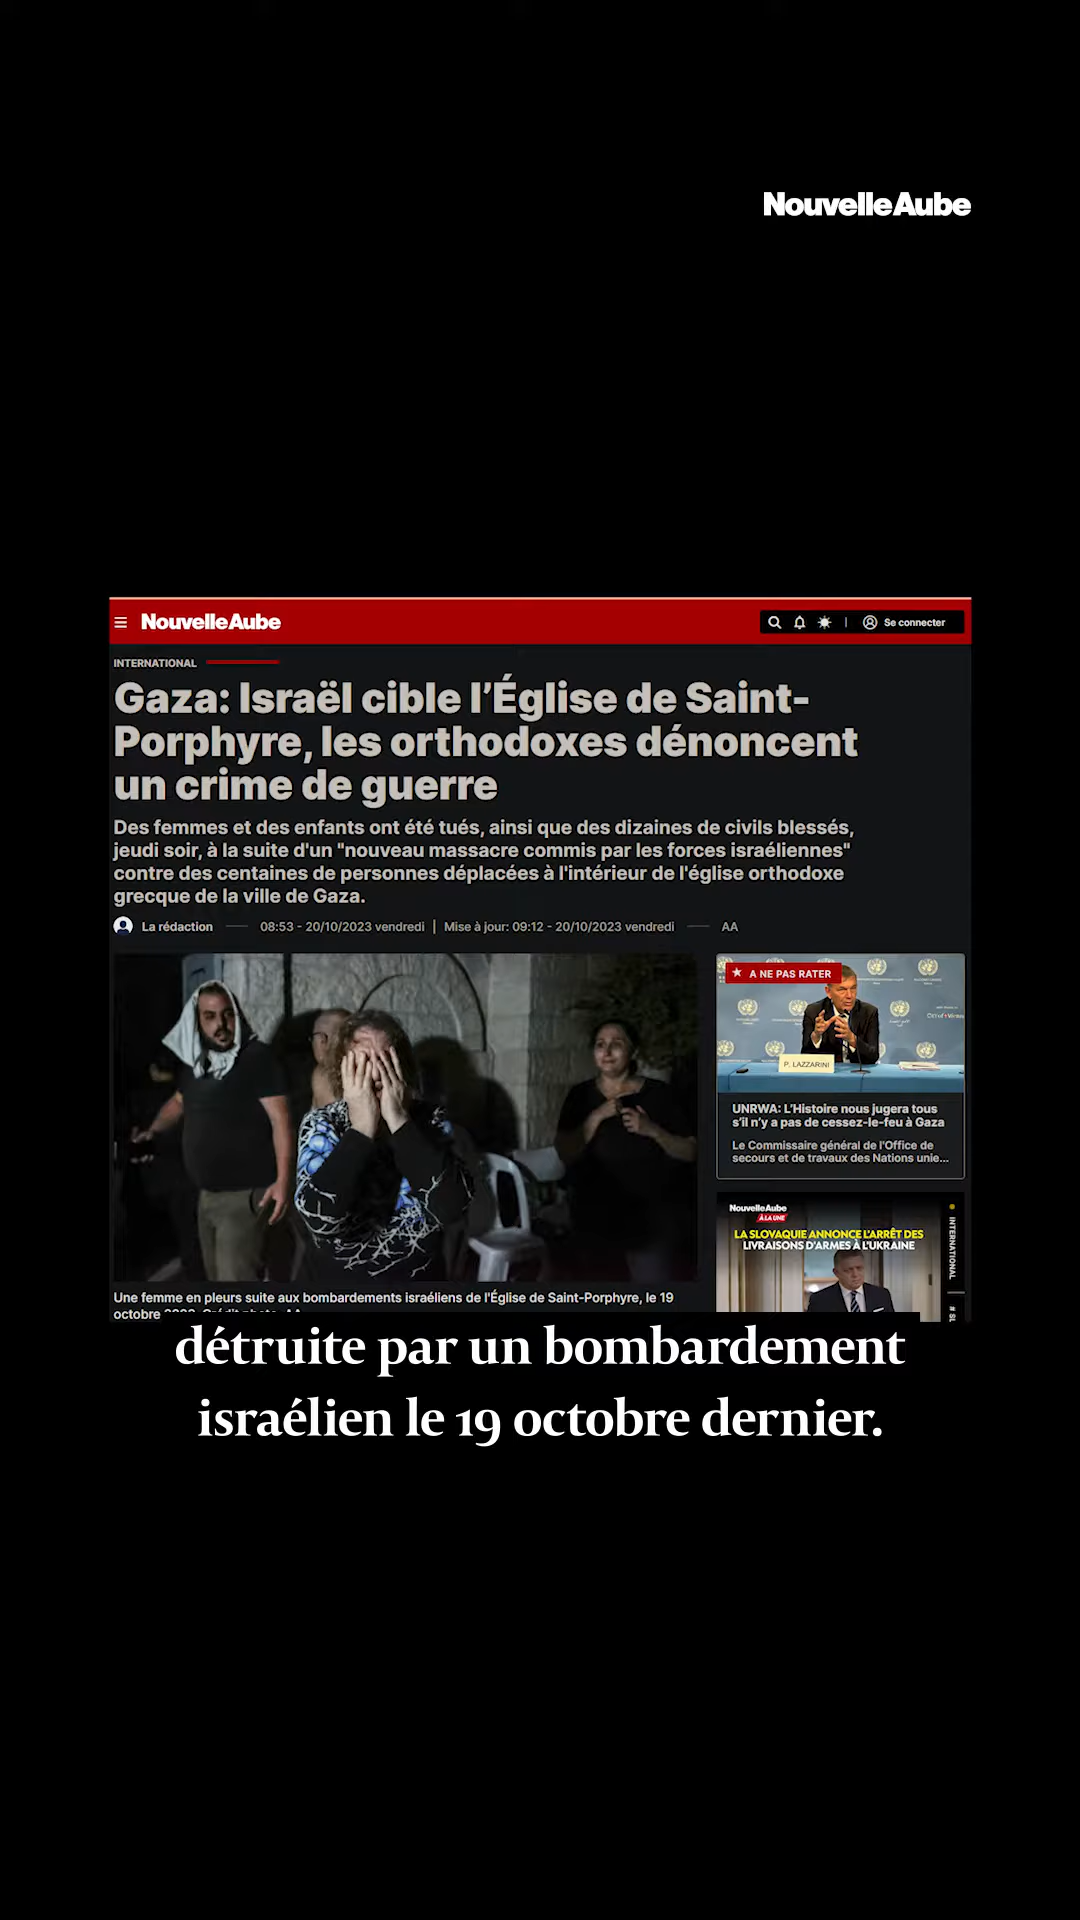 NouvelleAube
NouvelleAube
Se connecter
INTERNATIONAL
Gaza: Israël cible l’Église de Saint-
Porphyre, les orthodoxes dénoncent
un crime de guerre
Des femmes et des enfants ont été tués, ainsi que des dizaines de civils blessés,
jeudi soir, à la suite d'un "nouveau massacre commis par les forces israéliennes"
contre des centaines de personnes déplacées à l'intérieur de l'église orthodoxe
grecque de la ville de Gaza.
La rédaction
08:53 - 20/10/2023 vendredi | Mise à jour: 09:12 - 20/10/2023 vendredi
AA
Une femme en pleurs suite aux bombardements israéliens de l'Église de Saint-Porphyre, le 19
octobre
A NE PAS RATER
P. LAZZARINI
UNRWA: L’Histoire nous jugera tous
s’il n’y a pas de cessez-le-feu à Gaza
Le Commissaire général de l'Office de
secours et de travaux des Nations unie...
NouvelleAube
À LA UNE
LA SLOVAQUIE ANNONCE L'ARRÊT DES
LIVRAISONS D'ARMES À L'UKRAINE
INTERNATIONAL
détruite par un bombardement
israélien le 19 octobre dernier.